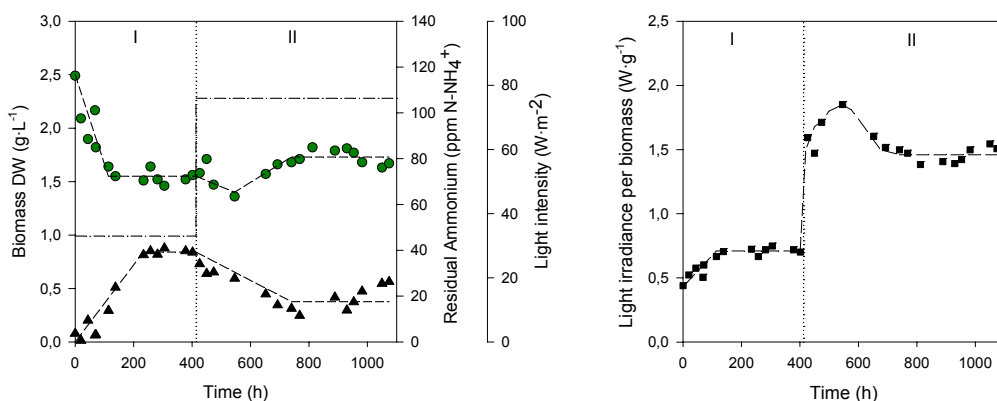 I II
3,0
2,5
2,0
1,5
1,0
0,5
0,0
Biomass DW (g·L⁻¹)
0 200 400 600 800 1000
Time (h)
140
120
100
80
60
40
20
0
Residual Ammonium (ppm N-NH₄⁺)
100
80
60
40
20
0
Light intensity (W·m⁻²)
I II
2,5
2,0
1,5
1,0
0,5
0,0
Light irradiance per biomass (W·g⁻¹)
0 200 400 600 800 1000
Time (h)